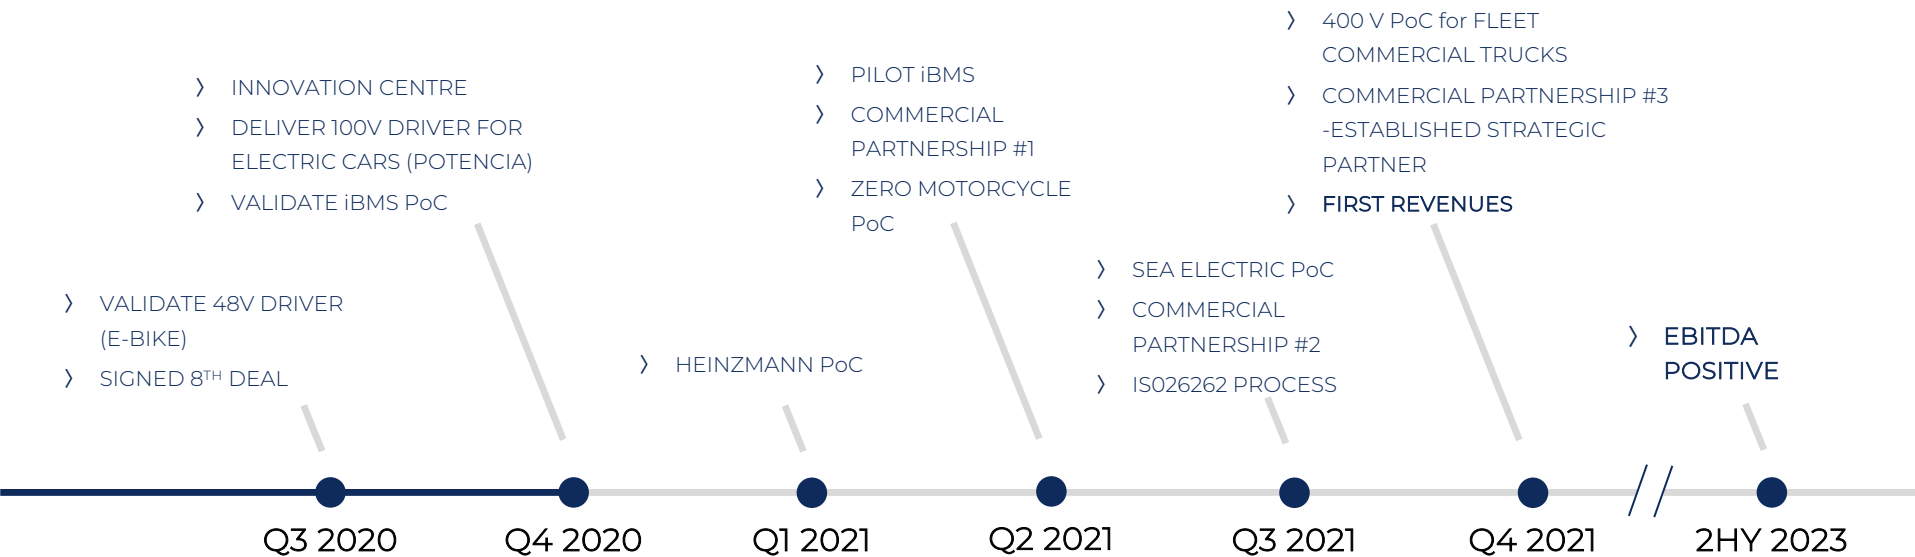 VALIDATE 48V DRIVER
(E-BIKE)
SIGNED 8TH DEAL
Q3 2020
INNOVATION CENTRE
DELIVER 100V DRIVER FOR
ELECTRIC CARS (POTENCIA)
VALIDATE iBMS PoC
Q4 2020
HEINZMANN PoC
Q1 2021
PILOT iBMS
COMMERCIAL
PARTNERSHIP #1
ZERO MOTORCYCLE
PoC
Q2 2021
SEA ELECTRIC PoC
COMMERCIAL
PARTNERSHIP #2
IS026262 PROCESS
Q3 2021
400 V PoC for FLEET
COMMERCIAL TRUCKS
COMMERCIAL PARTNERSHIP #3
-ESTABLISHED STRATEGIC
PARTNER
FIRST REVENUES
Q4 2021
EBITDA
POSITIVE
2HY 2023